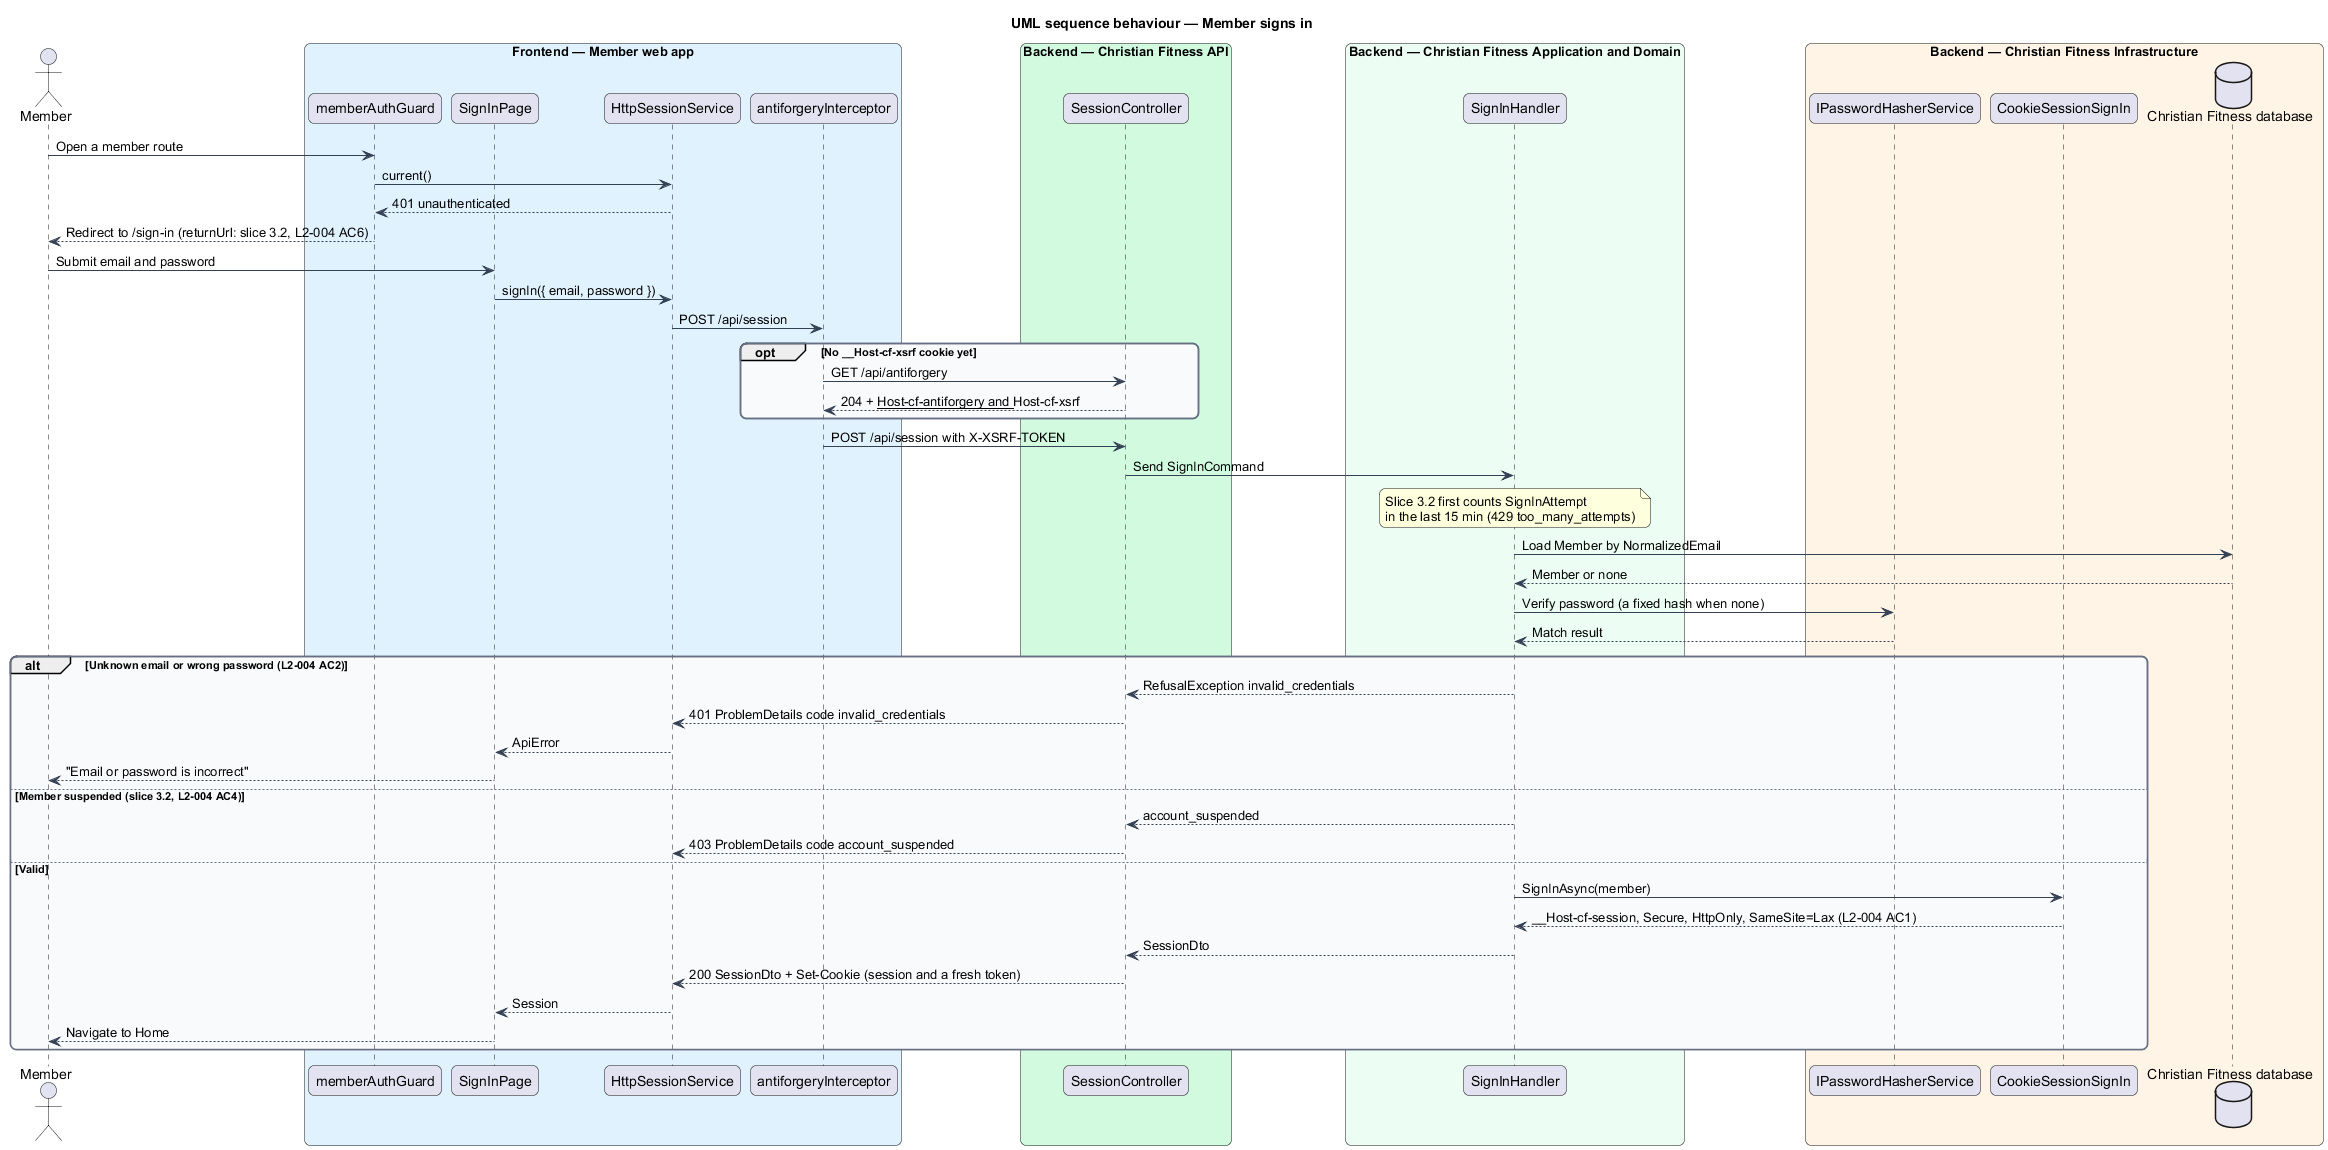 UML sequence behaviour — Member signs in
Frontend — Member web app
Backend — Christian Fitness API
Backend — Christian Fitness Application and Domain
Backend — Christian Fitness Infrastructure
Member
memberAuthGuard
SignInPage
HttpSessionService
antiforgeryInterceptor
SessionController
SignInHandler
IPasswordHasherService
CookieSessionSignIn
Christian Fitness database
Open a member route
current()
401 unauthenticated
Redirect to /sign-in (returnUrl: slice 3.2, L2-004 AC6)
Submit email and password
signIn({ email, password })
POST /api/session
opt
[No __Host-cf-xsrf cookie yet]
GET /api/antiforgery
204 + Host-cf-antiforgery and Host-cf-xsrf
POST /api/session with X-XSRF-TOKEN
Send SignInCommand
Slice 3.2 first counts SignInAttempt
in the last 15 min (429 too_many_attempts)
Load Member by NormalizedEmail
Member or none
Verify password (a fixed hash when none)
Match result
alt
[Unknown email or wrong password (L2-004 AC2)]
RefusalException invalid_credentials
401 ProblemDetails code invalid_credentials
ApiError
"Email or password is incorrect"
[Member suspended (slice 3.2, L2-004 AC4)]
account_suspended
403 ProblemDetails code account_suspended
[Valid]
SignInAsync(member)
__Host-cf-session, Secure, HttpOnly, SameSite=Lax (L2-004 AC1)
SessionDto
200 SessionDto + Set-Cookie (session and a fresh token)
Session
Navigate to Home
Member
memberAuthGuard
SignInPage
HttpSessionService
antiforgeryInterceptor
SessionController
SignInHandler
IPasswordHasherService
CookieSessionSignIn
Christian Fitness database